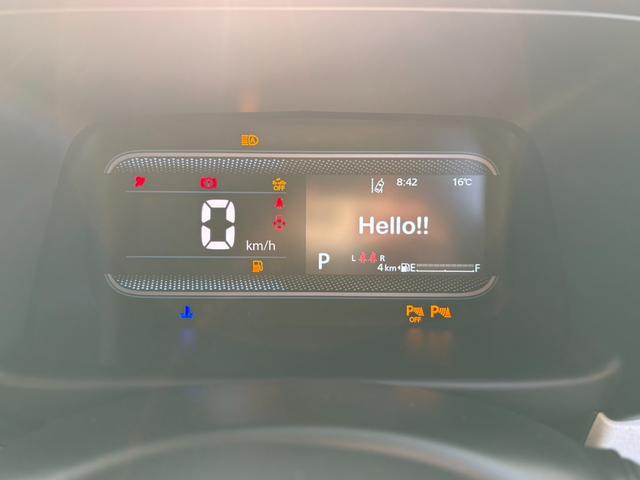 A
OFF
8:42 16℃
0 km/h
Hello!!
P
L R
4 km E F
P OFF P